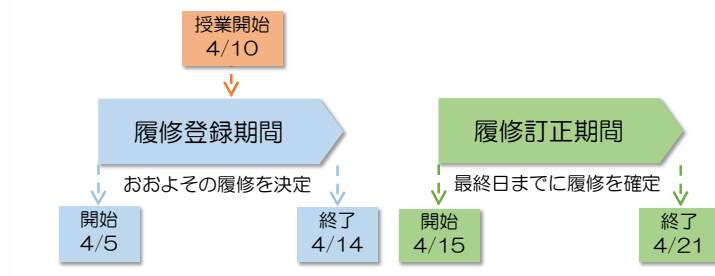 授業開始
4/10
履修登録期間
履修訂正期間
おおよその履修を決定
最終日までに履修を確定
開始
4/5
終了
4/14
開始
4/15
終了
4/21